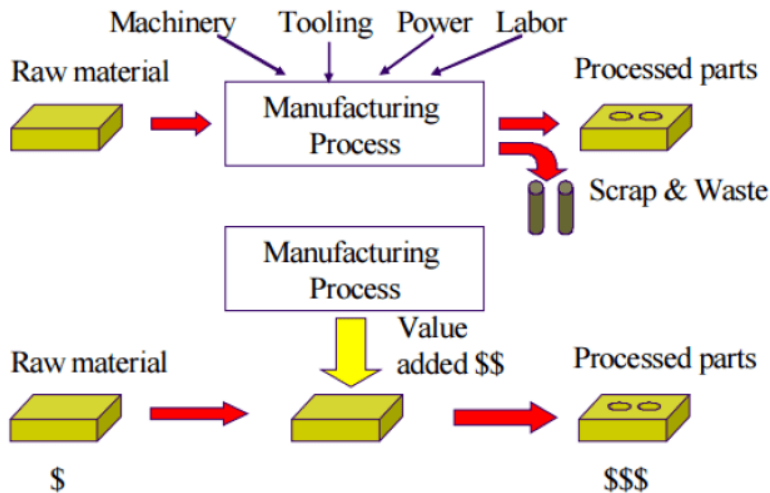 Machinery Tooling Power Labor
Raw material
Processed parts
Manufacturing
Process
Scrap & Waste
Manufacturing
Process
Value
added $$
Raw material
Processed parts
$
$$$